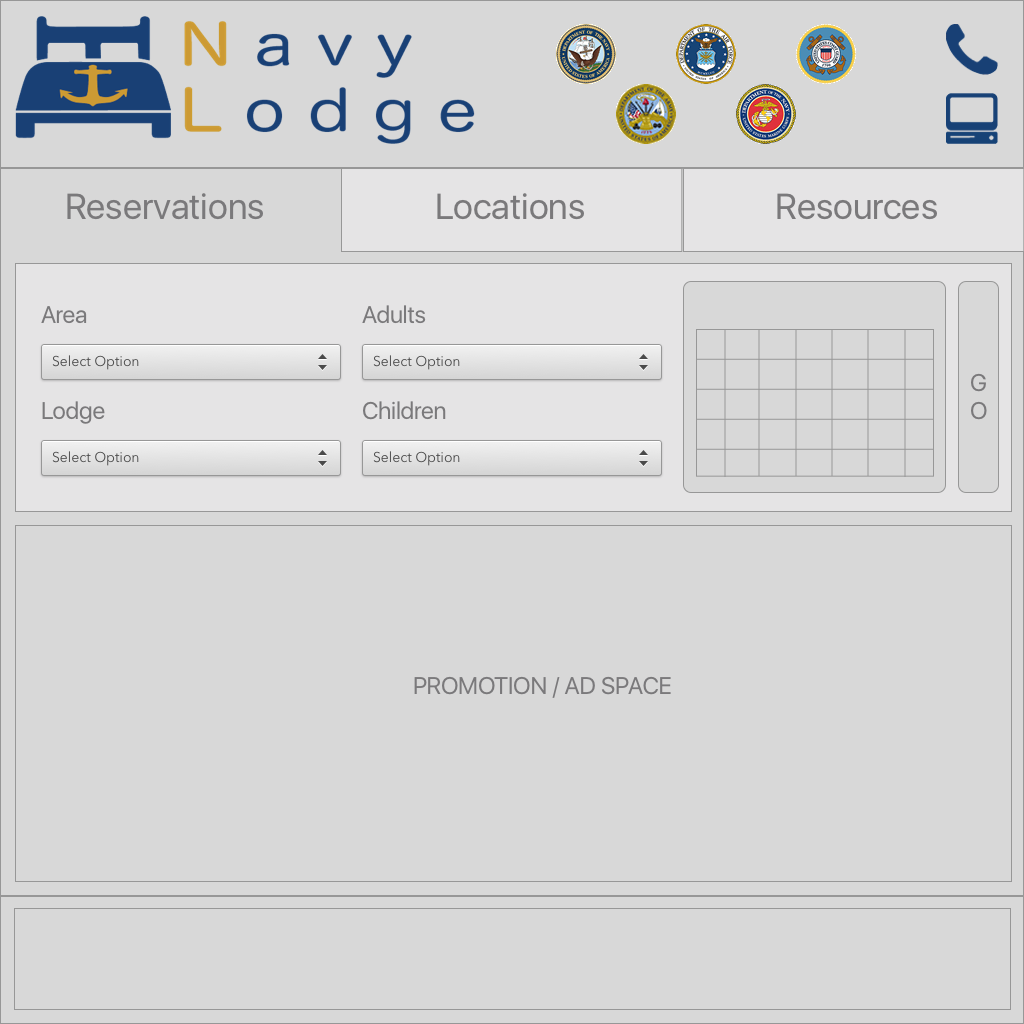 Navy
Lodge
Reservations
Locations
Resources
Area
Adults
Select Option
Select Option
Lodge
Children
Select Option
Select Option
G
O
PROMOTION / AD SPACE